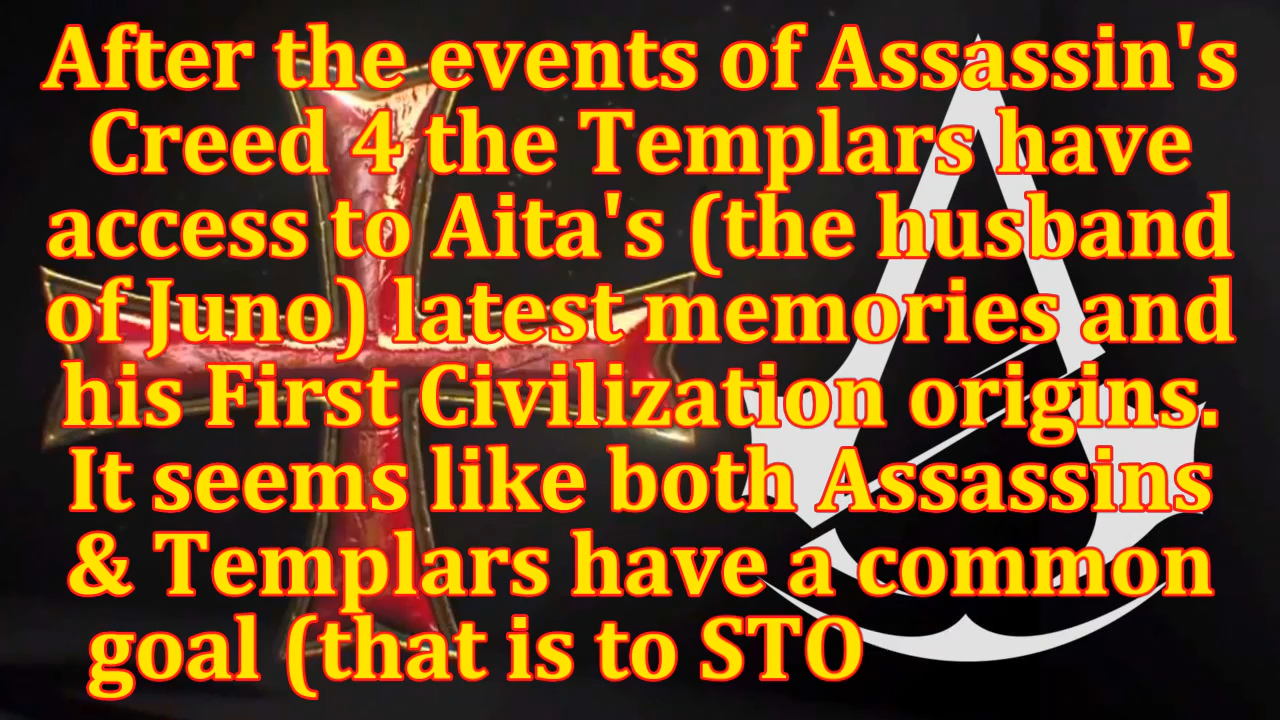 After the events of Assassin's
Creed 4 the Templars have
access to Aita's (the husband
of Juno) latest memories and
his First Civilization origins.
It seems like both Assassins
& Templars have a common
goal (that is to STO